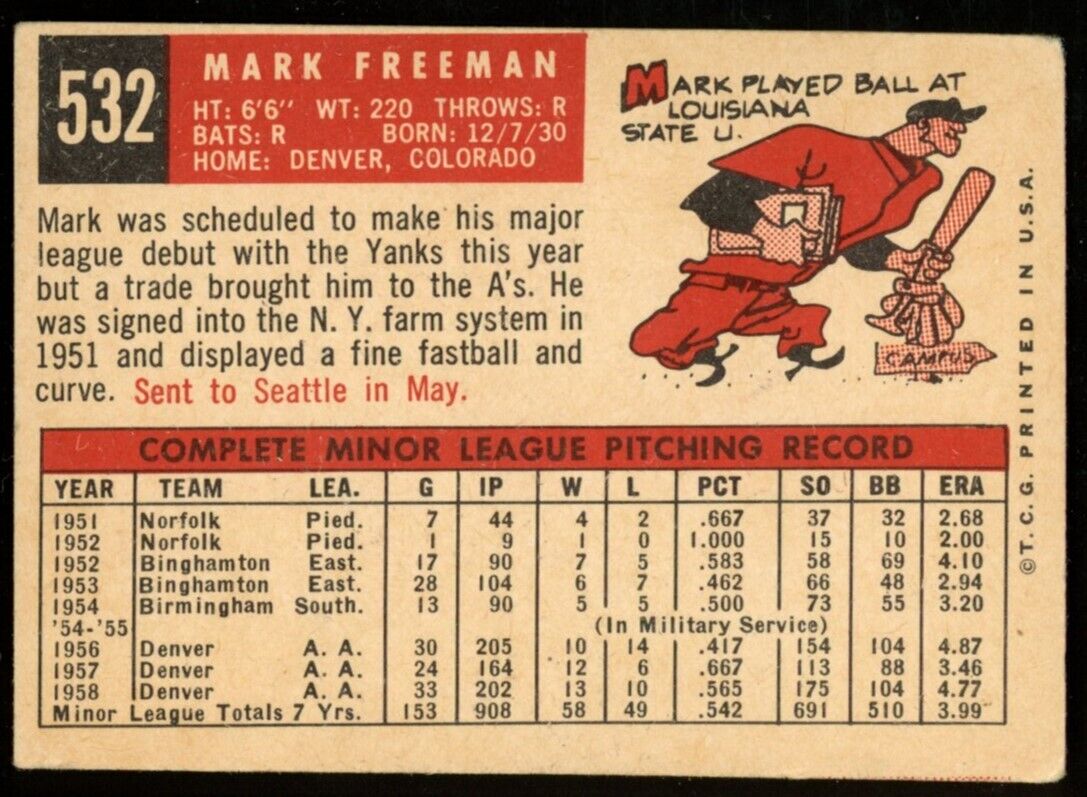 532
MARK FREEMAN
HT: 6'6" WT: 220 THROWS: R
BATS: R BORN: 12/7/30
HOME: DENVER, COLORADO
MARK PLAYED BALL AT
LOUISIANA
STATE U.
CAMPUS
Mark was scheduled to make his major
league debut with the Yanks this year
but a trade brought him to the A's. He
was signed into the N. Y. farm system in
1951 and displayed a fine fastball and
curve. Sent to Seattle in May.
COMPLETE MINOR LEAGUE PITCHING RECORD
YEAR TEAM LEA. G IP W L PCT SO BB ERA
1951 Norfolk Pied. 7 44 4 2 .667 37 32 2.68
1952 Norfolk Pied. 1 9 1 0 1.000 15 10 2.00
1952 Binghamton East. 17 90 7 5 .583 58 69 4.10
1953 Binghamton East. 28 104 6 7 .462 66 48 2.94
1954 Birmingham South. 13 90 5 5 .500 73 55 3.20
'54-'55 (In Military Service)
1956 Denver A. A. 30 205 10 14 .417 154 104 4.87
1957 Denver A. A. 24 164 12 6 .667 113 88 3.46
1958 Denver A. A. 33 202 13 10 .565 175 104 4.77
Minor League Totals 7 Yrs. 153 908 58 49 .542 691 510 3.99
©T. C. G. PRINTED IN U.S.A.